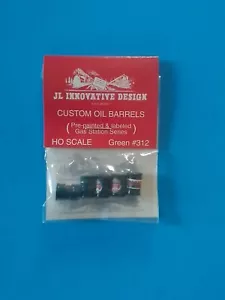 JL INNOVATIVE DESIGN
CUSTOM OIL BARRELS
( Pre-painted & labeled )
Gas Station Series
HO SCALE Green #312